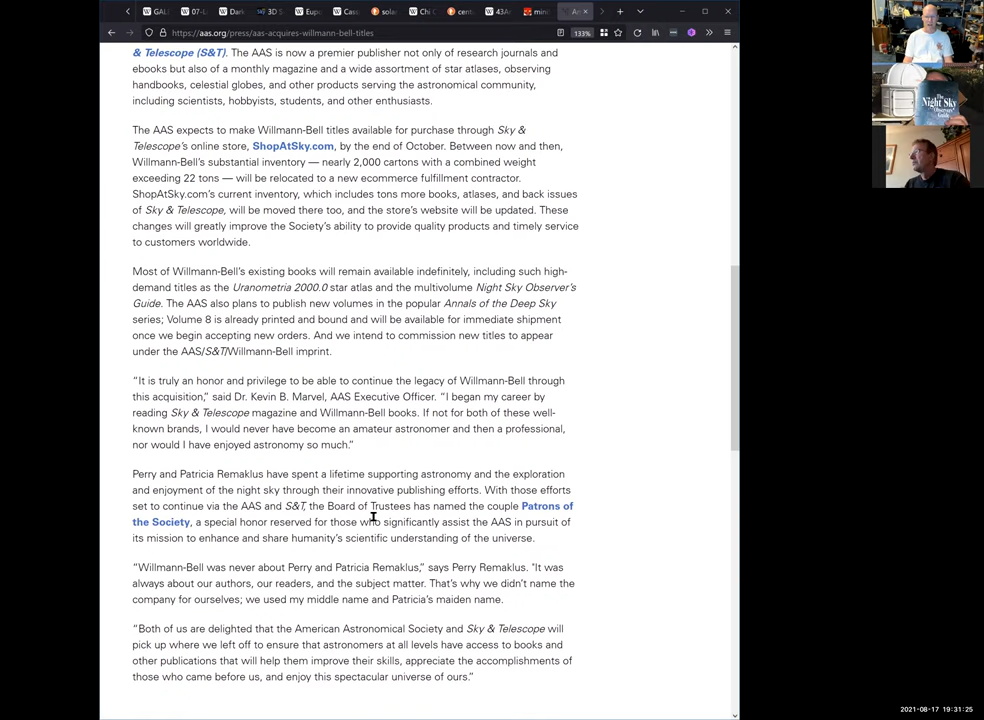 GALE
07-
Dark
3D S
Eupe
solar
Chi C
cent
43A
min
133%
https://aas.org/press/aas-acquires-willmann-bell-titles
& Telescope (S&T). The AAS is now a premier publisher not only of research journals and
ebooks but also of a monthly magazine and a wide assortment of star atlases, observing
handbooks, celestial globes, and other products serving the astronomical community,
including scientists, hobbyists, students, and other enthusiasts.
The AAS expects to make Willmann-Bell titles available for purchase through Sky &
Telescope’s online store, ShopAtSky.com, by the end of October. Between now and then,
Willmann-Bell’s substantial inventory — nearly 2,000 cartons with a combined weight
exceeding 22 tons — will be relocated to a new ecommerce fulfillment contractor.
ShopAtSky.com’s current inventory, which includes tons more books, atlases, and back issues
of Sky & Telescope, will be moved there too, and the store’s website will be updated. These
changes will greatly improve the Society’s ability to provide quality products and timely service
to customers worldwide.
Most of Willmann-Bell’s existing books will remain available indefinitely, including such high-
demand titles as the Uranometria 2000.0 star atlas and the multivolume Night Sky Observer’s
Guide. The AAS also plans to publish new volumes in the popular Annals of the Deep Sky
series; Volume 8 is already printed and bound and will be available for immediate shipment
once we begin accepting new orders. And we intend to commission new titles to appear
under the AAS/S&T/Willmann-Bell imprint.
“It is truly an honor and privilege to be able to continue the legacy of Willmann-Bell through
this acquisition,” said Dr. Kevin B. Marvel, AAS Executive Officer. “I began my career by
reading Sky & Telescope magazine and Willmann-Bell books. If not for both of these well-
known brands, I would never have become an amateur astronomer and then a professional,
nor would I have enjoyed astronomy so much.”
Perry and Patricia Remaklus have spent a lifetime supporting astronomy and the exploration
and enjoyment of the night sky through their innovative publishing efforts. With those efforts
set to continue via the AAS and S&T, the Board of Trustees has named the couple Patrons of
the Society, a special honor reserved for those who significantly assist the AAS in pursuit of
its mission to enhance and share humanity’s scientific understanding of the universe.
“Willmann-Bell was never about Perry and Patricia Remaklus,” says Perry Remaklus. "It was
always about our authors, our readers, and the subject matter. That’s why we didn’t name the
company for ourselves; we used my middle name and Patricia’s maiden name.
“Both of us are delighted that the American Astronomical Society and Sky & Telescope will
pick up where we left off to ensure that astronomers at all levels have access to books and
other publications that will help them improve their skills, appreciate the accomplishments of
those who came before us, and enjoy this spectacular universe of ours.”
The
Night Sky
Observer's
Guide
2021-08-17 19:31:25